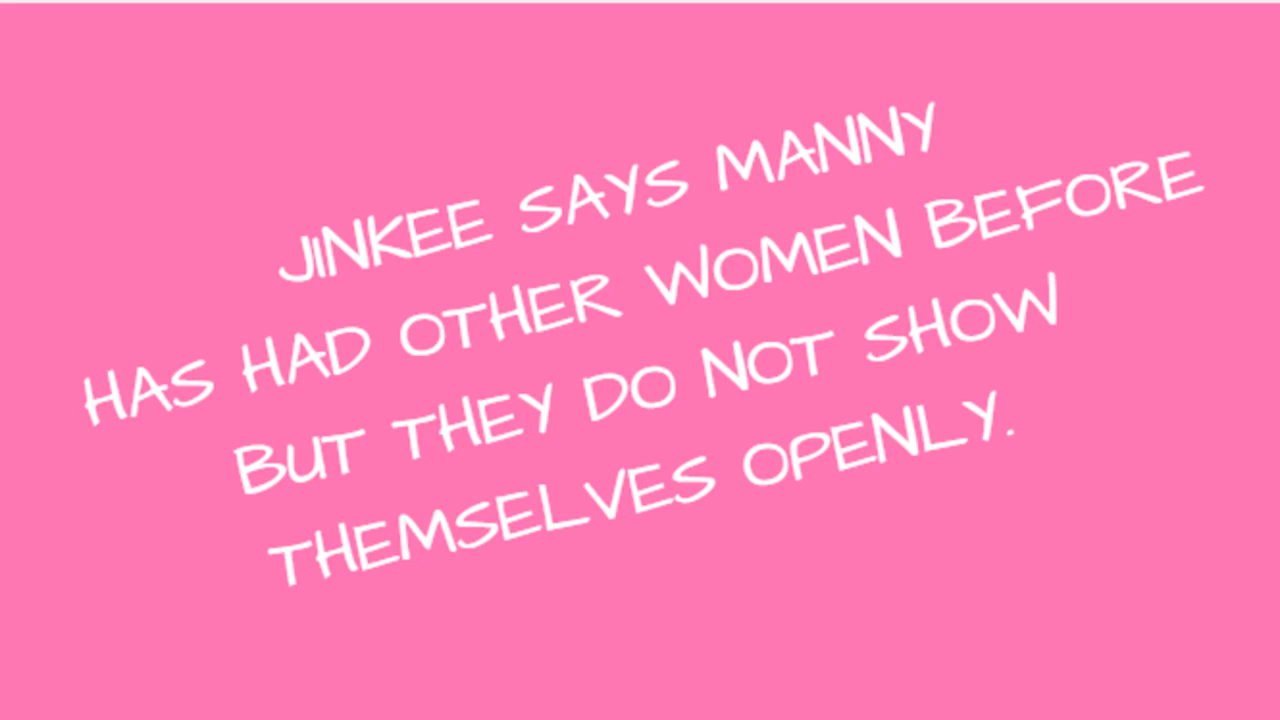 JINKEE SAYS MANNY
HAS HAD OTHER WOMEN BEFORE
BUT THEY DO NOT SHOW
THEMSELVES OPENLY.